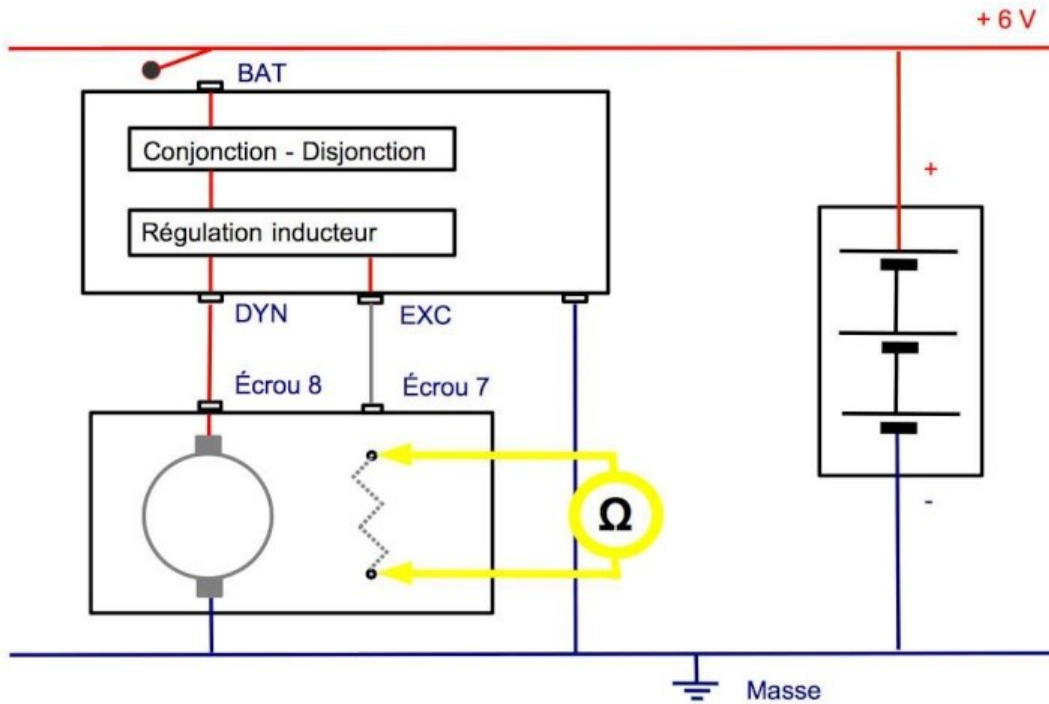 + 6 V
BAT
Conjonction - Disjonction
+
Régulation inducteur
DYN
EXC
Écrou 8
Écrou 7
Ω
-
Masse